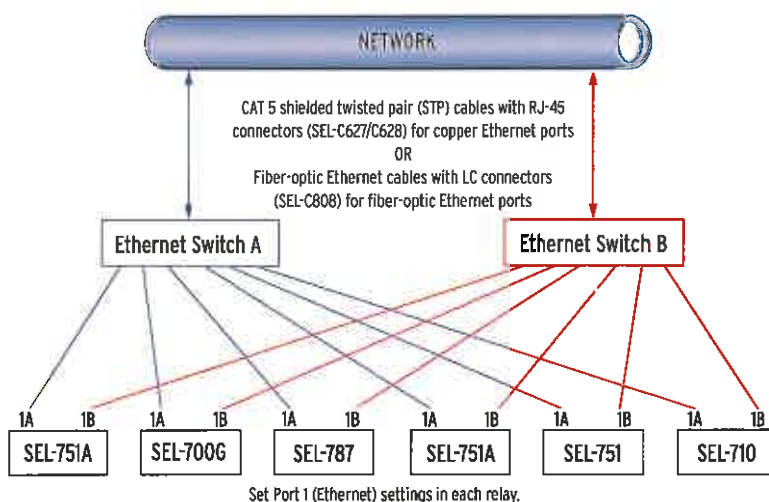 NETWORK
CAT 5 shielded twisted pair (STP) cables with RJ-45
connectors (SEL-C627/C628) for copper Ethernet ports
OR
Fiber-optic Ethernet cables with LC connectors
(SEL-C808) for fiber-optic Ethernet ports
Ethernet Switch A
Ethernet Switch B
1A 1B 1A 1B 1A 1B 1A 1B 1A 1B 1A 1B
SEL-751A SEL-700G SEL-787 SEL-751A SEL-751 SEL-710
Set Port 1 (Ethernet) settings in each relay.